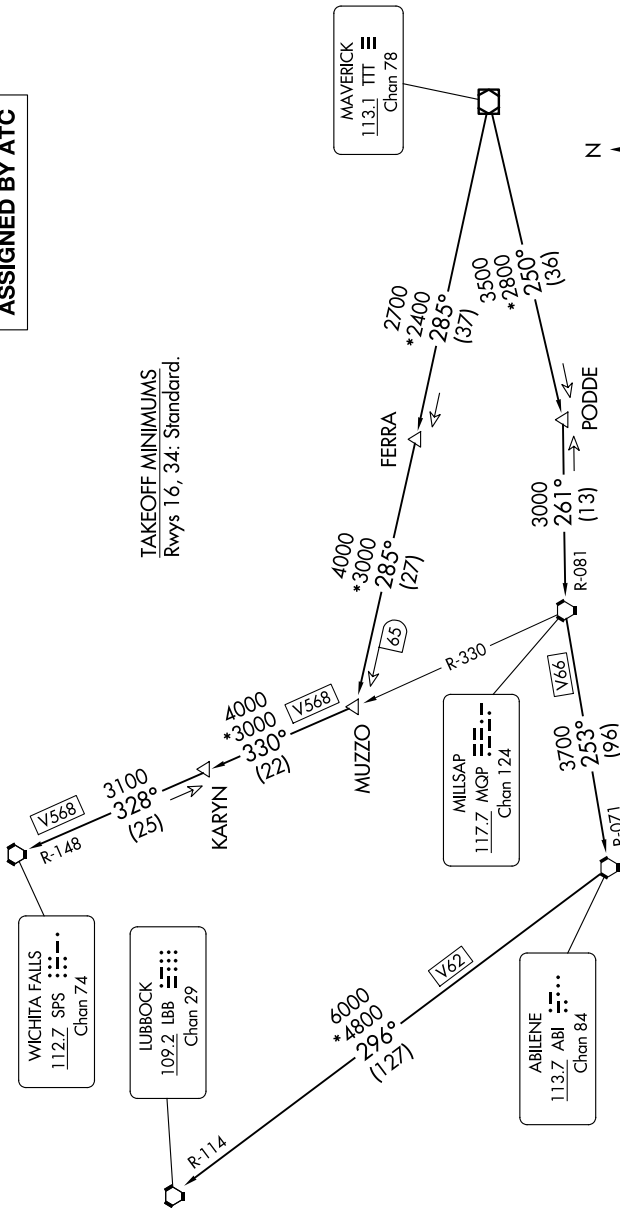 ASSIGNED BY ATC
TAKEOFF MINIMUMS
Rwys 16, 34: Standard.
WICHITA FALLS
112.7 SPS
Chan 74
R-148
V568
3100
328°
(25)
KARYN
4000
*3000
330°
(22)
V568
MUZZO
65
4000
*3000
285°
(27)
FERRA
2700
*2400
285°
(37)
MAVERICK
113.1 TTT
Chan 78
N
3500
*2800
250°
(36)
PODDE
3000
261°
(13)
R-081
R-330
MILLSAP
117.7 MQP
Chan 124
V66
3700
253°
(96)
R-071
ABILENE
113.7 ABI
Chan 84
V62
6000
*4800
296°
(127)
R-114
LUBBOCK
109.2 LBB
Chan 29